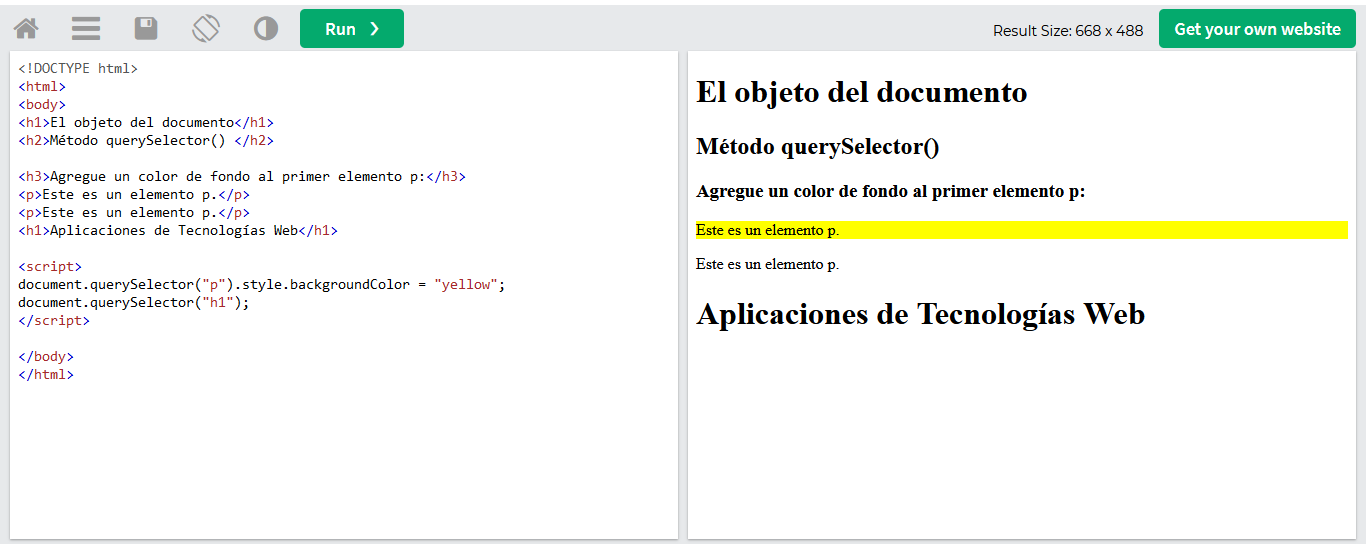 Run ❯
Result Size: 668 x 488
Get your own website
<!DOCTYPE html>
<html>
<body>
<h1>El objeto del documento</h1>
<h2>Método querySelector() </h2>
<h3>Agregue un color de fondo al primer elemento p:</h3>
<p>Este es un elemento p.</p>
<p>Este es un elemento p.</p>
<h1>Aplicaciones de Tecnologías Web</h1>
<script>
document.querySelector("p").style.backgroundColor = "yellow";
document.querySelector("h1");
</script>
</body>
</html>
El objeto del documento
Método querySelector()
Agregue un color de fondo al primer elemento p:
Este es un elemento p.
Este es un elemento p.
Aplicaciones de Tecnologías Web